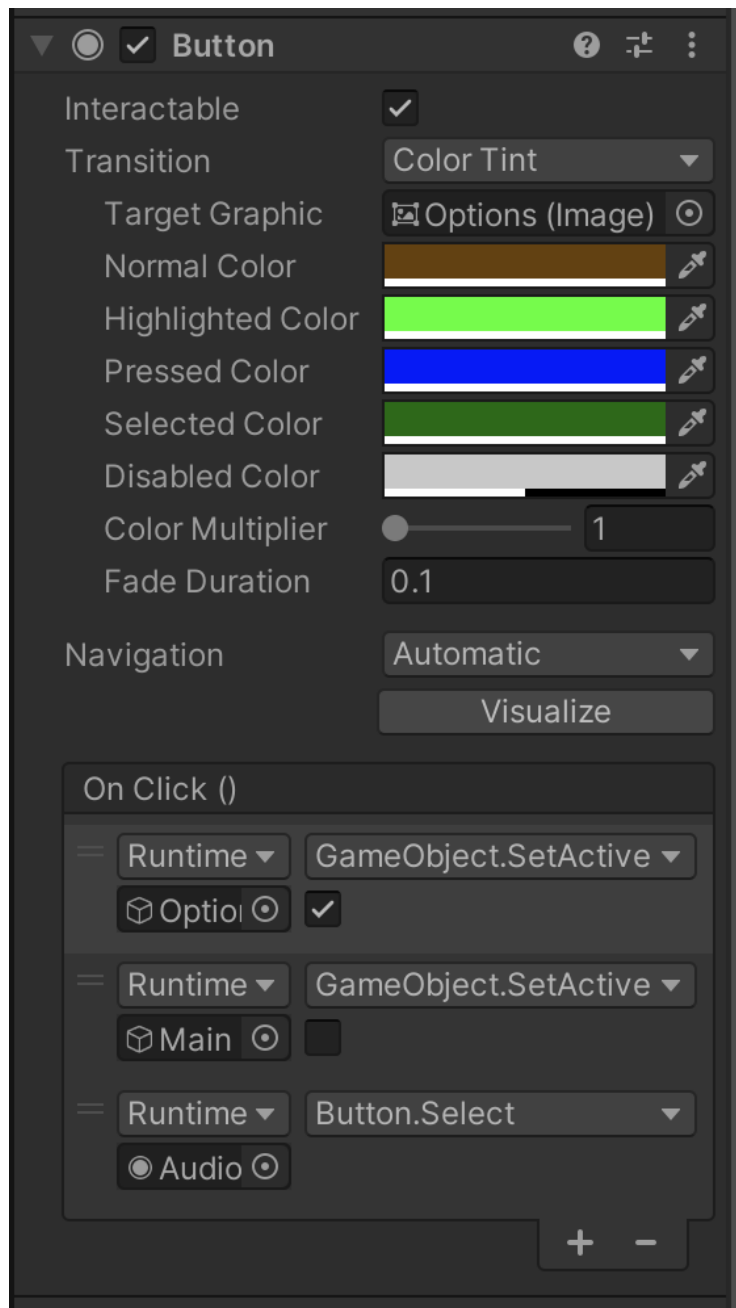 Button
Interactable
Transition Color Tint
Target Graphic Options (Image)
Normal Color
Highlighted Color
Pressed Color
Selected Color
Disabled Color
Color Multiplier 1
Fade Duration 0.1
Navigation Automatic
Visualize
On Click ()
Runtime GameObject.SetActive
Option
Runtime GameObject.SetActive
Main
Runtime Button.Select
Audio